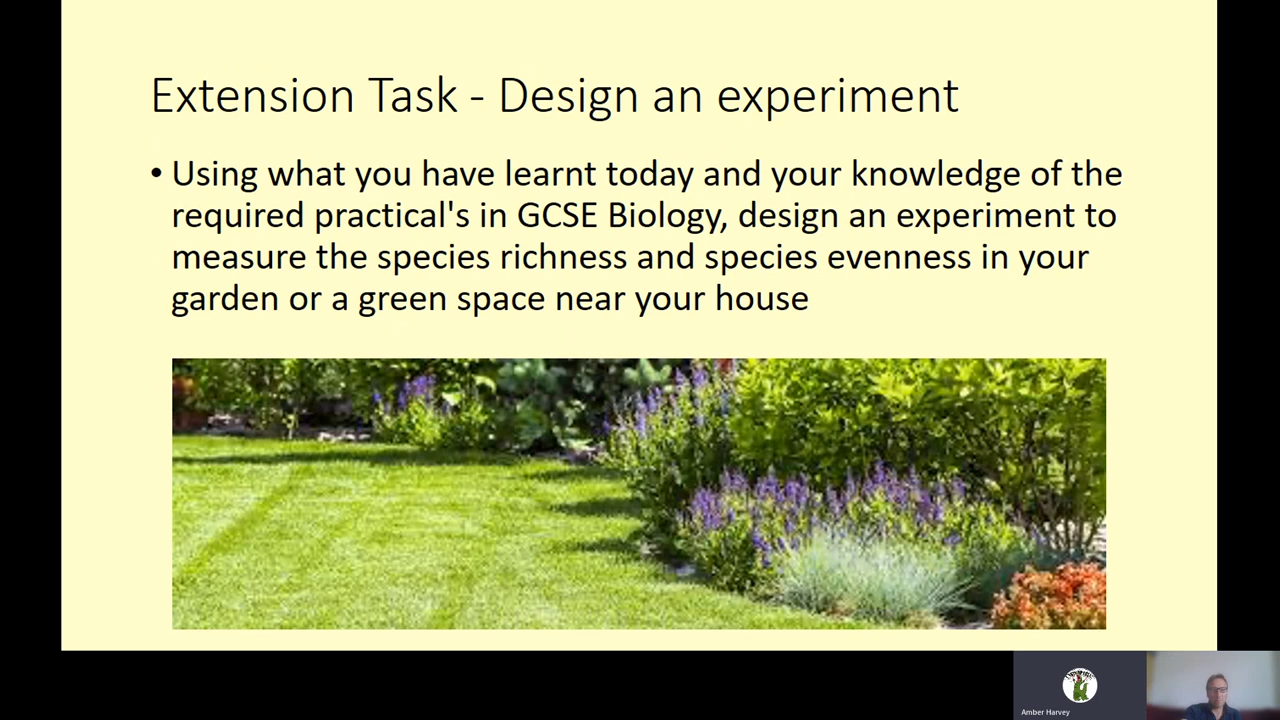 Extension Task - Design an experiment
• Using what you have learnt today and your knowledge of the
required practical's in GCSE Biology, design an experiment to
measure the species richness and species evenness in your
garden or a green space near your house
Amber Harvey